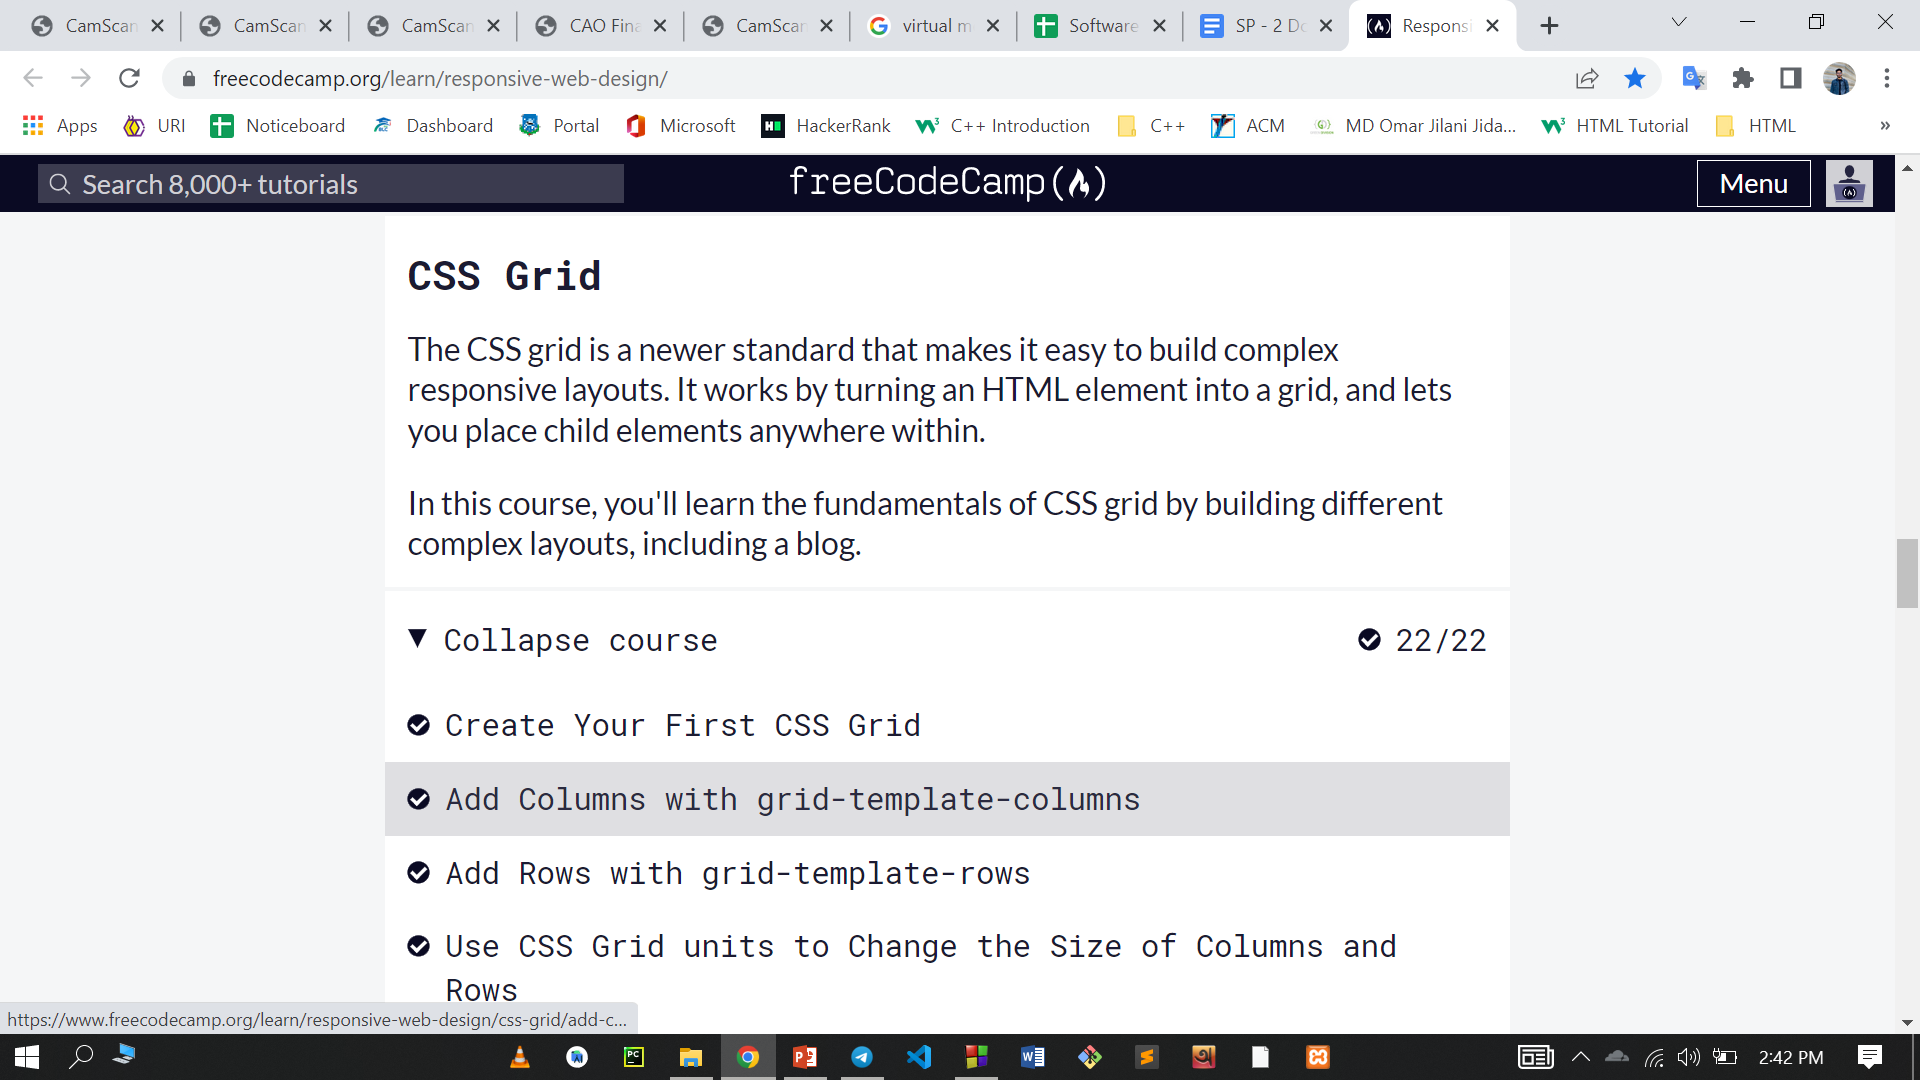 CamScan
CamScan
CamScan
CAO Fina
CamScan
virtual m
Software
SP - 2 Do
Responsi
freecodecamp.org/learn/responsive-web-design/
Apps
URI
Noticeboard
Dashboard
Portal
Microsoft
HackerRank
C++ Introduction
C++
ACM
MD Omar Jilani Jida...
HTML Tutorial
HTML
»
Search 8,000+ tutorials
freeCodeCamp
Menu
CSS Grid
The CSS grid is a newer standard that makes it easy to build complex
responsive layouts. It works by turning an HTML element into a grid, and lets
you place child elements anywhere within.
In this course, you'll learn the fundamentals of CSS grid by building different
complex layouts, including a blog.
Collapse course
22/22
Create Your First CSS Grid
Add Columns with grid-template-columns
Add Rows with grid-template-rows
Use CSS Grid units to Change the Size of Columns and
Rows
https://www.freecodecamp.org/learn/responsive-web-design/css-grid/add-c...
2:42 PM